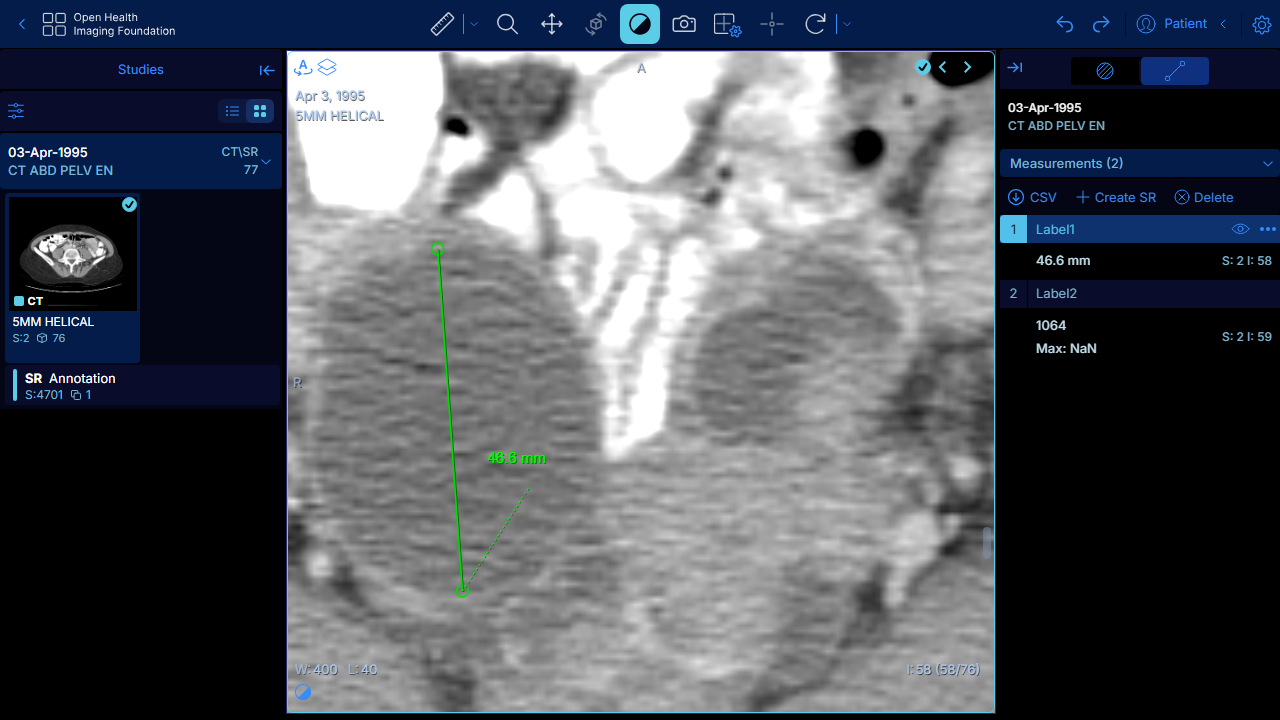 Open Health
Imaging Foundation
Patient
Studies
03-Apr-1995
CT\SR
CT ABD PELV EN
77
CT
5MM HELICAL
S:2 76
SR Annotation
S:4701 1
A
A
Apr 3, 1995
5MM HELICAL
R
46.6 mm
W: 400 L: 40
I: 58 (58/76)
03-Apr-1995
CT ABD PELV EN
Measurements (2)
CSV Create SR Delete
1 Label1
46.6 mm S: 2 I: 58
2 Label2
1064
S: 2 I: 59
Max: NaN